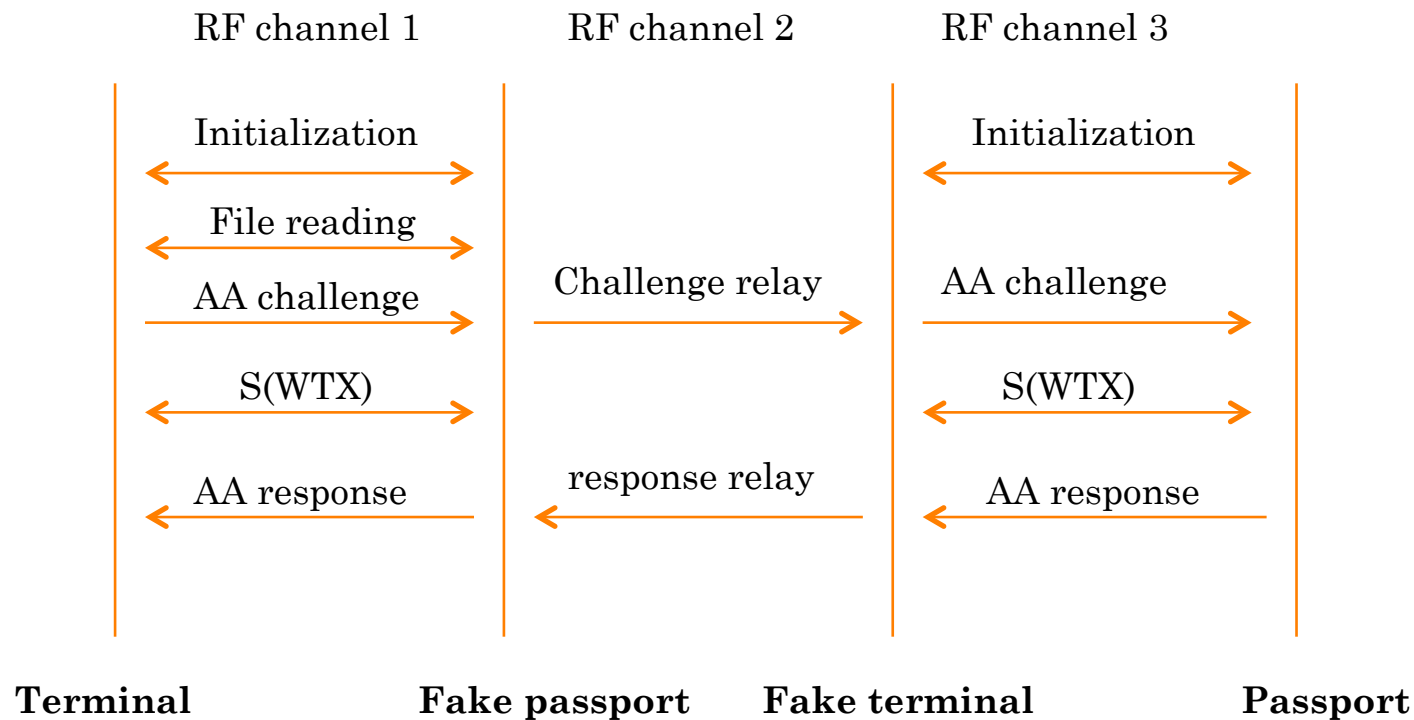 RF channel 1 RF channel 2 RF channel 3
Initialization Initialization
File reading
AA challenge Challenge relay AA challenge
S(WTX) S(WTX)
AA response response relay AA response
Terminal Fake passport Fake terminal Passport